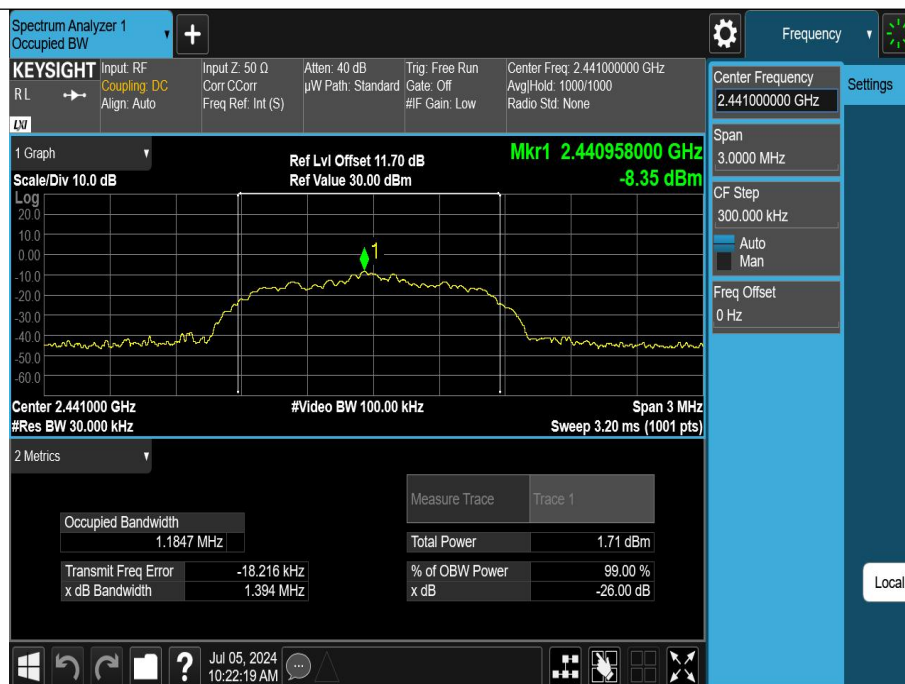 Spectrum Analyzer 1
Occupied BW
Frequency
KEYSIGHT
RL
LXI
Input: RF
Coupling: DC
Align: Auto
Input Z: 50 Ω
Corr CCorr
Freq Ref: Int (S)
Atten: 40 dB
µW Path: Standard
Trig: Free Run
Gate: Off
#IF Gain: Low
Center Freq: 2.441000000 GHz
Avg|Hold: 1000/1000
Radio Std: None
Center Frequency
2.441000000 GHz
Settings
Span
3.0000 MHz
CF Step
300.000 kHz
Auto
Man
Freq Offset
0 Hz
1 Graph
Scale/Div 10.0 dB
Ref Lvl Offset 11.70 dB
Ref Value 30.00 dBm
Mkr1 2.440958000 GHz
-8.35 dBm
Log
20.0
10.0
0.00
-10.0
-20.0
-30.0
-40.0
-50.0
-60.0
1
Center 2.441000 GHz
#Res BW 30.000 kHz
#Video BW 100.00 kHz
Span 3 MHz
Sweep 3.20 ms (1001 pts)
2 Metrics
Measure Trace
Trace 1
Occupied Bandwidth
1.1847 MHz
Total Power
1.71 dBm
Transmit Freq Error
-18.216 kHz
% of OBW Power
99.00 %
x dB Bandwidth
1.394 MHz
x dB
-26.00 dB
Local
?
Jul 05, 2024
10:22:19 AM